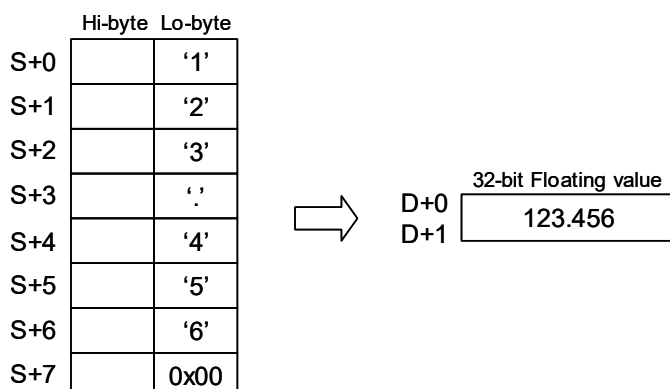 Hi-byte Lo-byte
S+0 ‘1’
S+1 ‘2’
S+2 ‘3’
S+3 ‘.’
S+4 ‘4’
S+5 ‘5’
S+6 ‘6’
S+7 0x00
32-bit Floating value
D+0
D+1
123.456